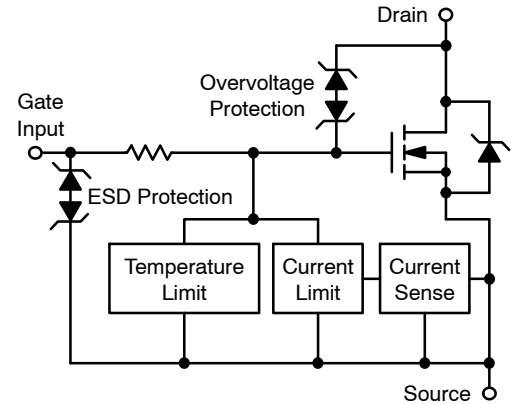 Drain
Overvoltage
Protection
Gate
Input
ESD Protection
Temperature
Limit
Current
Limit
Current
Sense
Source